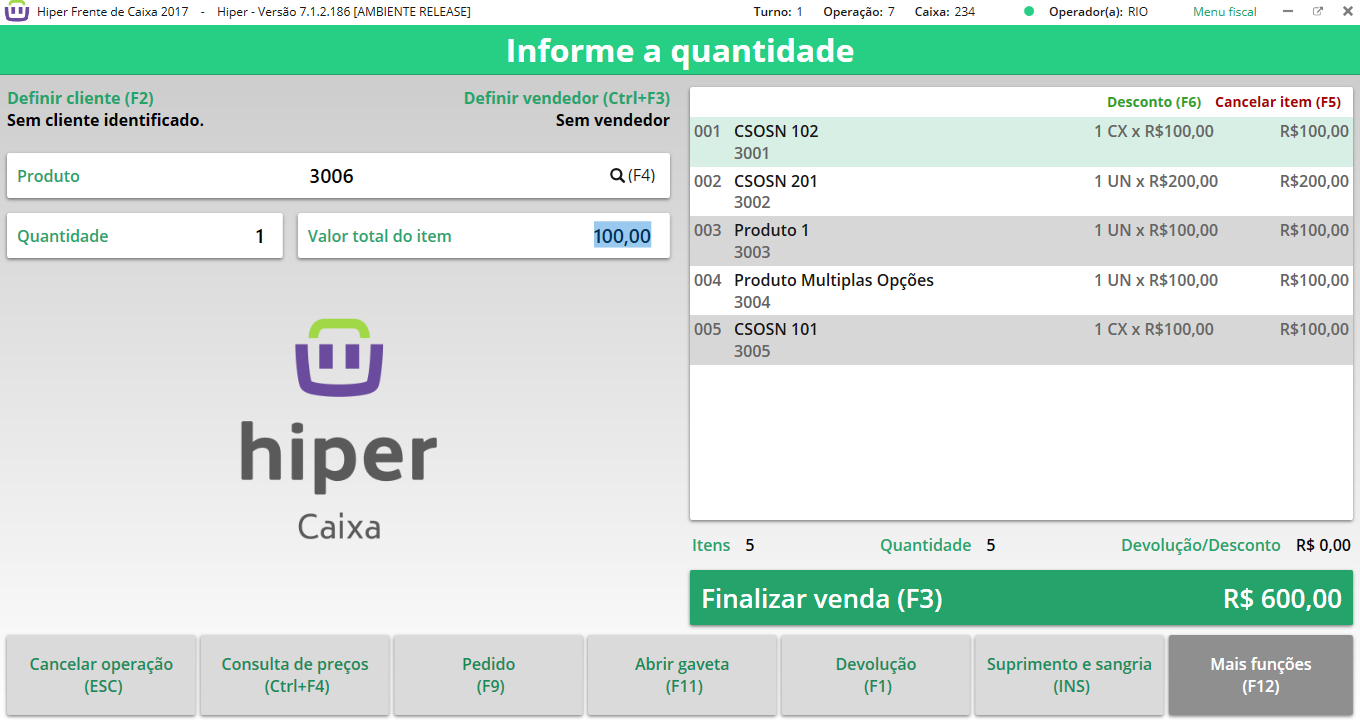 Hiper Frente de Caixa 2017 - Hiper - Versão 7.1.2.186 [AMBIENTE RELEASE] Turno: 1 Operação: 7 Caixa: 234 Operador(a): RIO Menu fiscal
Informe a quantidade
Definir cliente (F2) Definir vendedor (Ctrl+F3)
Sem cliente identificado. Sem vendedor
Produto 3006 (F4)
Quantidade 1 Valor total do item 100,00
hiper
Caixa
Desconto (F6) Cancelar item (F5)
001 CSOSN 102 1 CX x R$100,00 R$100,00
3001
002 CSOSN 201 1 UN x R$200,00 R$200,00
3002
003 Produto 1 1 UN x R$100,00 R$100,00
3003
004 Produto Multiplas Opções 1 UN x R$100,00 R$100,00
3004
005 CSOSN 101 1 CX x R$100,00 R$100,00
3005
Itens 5 Quantidade 5 Devolução/Desconto R$ 0,00
Finalizar venda (F3) R$ 600,00
Cancelar operação
(ESC)
Consulta de preços
(Ctrl+F4)
Pedido
(F9)
Abrir gaveta
(F11)
Devolução
(F1)
Suprimento e sangria
(INS)
Mais funções
(F12)